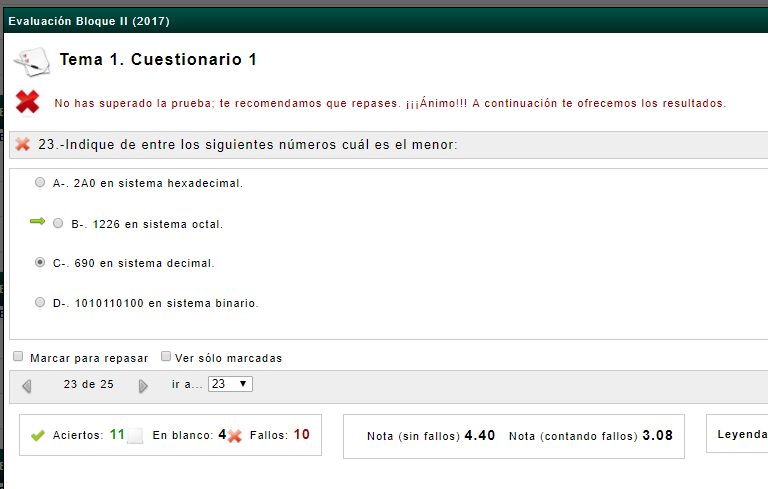 Evaluación Bloque II (2017)
Tema 1. Cuestionario 1
No has superado la prueba; te recomendamos que repases. ¡¡¡Ánimo!!! A continuación te ofrecemos los resultados.
23.-Indique de entre los siguientes números cuál es el menor:
A-. 2A0 en sistema hexadecimal.
B-. 1226 en sistema octal.
C-. 690 en sistema decimal.
D-. 1010110100 en sistema binario.
Marcar para repasar Ver sólo marcadas
23 de 25 ir a... 23
Aciertos: 11 En blanco: 4 Fallos: 10 Nota (sin fallos) 4.40 Nota (contando fallos) 3.08 Leyenda